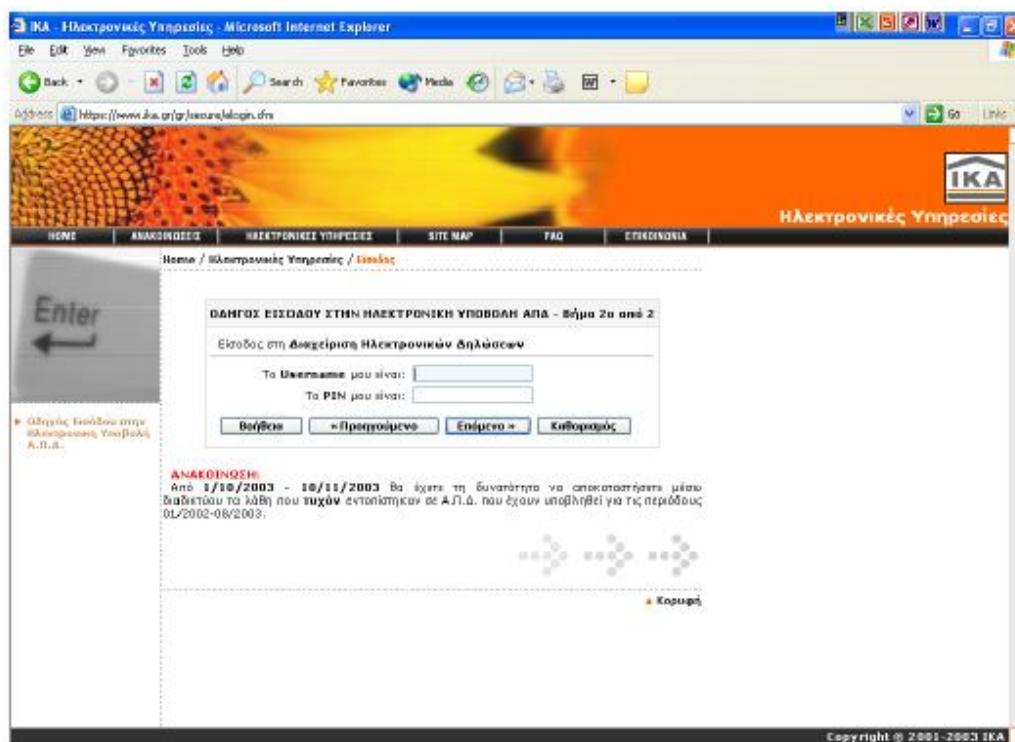 IKA - Ηλεκτρονικές Υπηρεσίες - Microsoft Internet Explorer
File Edit View Favorites Tools Help
Back Search Favorites Media
Address https://www.ika.gr/gr/secure/elogin.cfm Go Links
IKA
Ηλεκτρονικές Υπηρεσίες
HOME ΑΝΑΚΟΙΝΩΣΕΙΣ ΗΛΕΚΤΡΟΝΙΚΕΣ ΥΠΗΡΕΣΙΕΣ SITE MAP FAQ ΕΠΙΚΟΙΝΩΝΙΑ
Home / Ηλεκτρονικές Υπηρεσίες / Είσοδος
Enter
ΟΔΗΓΟΣ ΕΙΣΟΔΟΥ ΣΤΗΝ ΗΛΕΚΤΡΟΝΙΚΗ ΥΠΟΒΟΛΗ ΑΠΔ - Βήμα 2ο από 2
Είσοδος στη Διαχείριση Ηλεκτρονικών Δηλώσεων
Το Username μου είναι:
Το PIN μου είναι:
Βοήθεια « Προηγούμενο Επόμενο » Καθαρισμός
Οδηγός Εισόδου στην
Ηλεκτρονική Υποβολή
Α.Π.Δ.
ΑΝΑΚΟΙΝΩΣΗ:
Από 1/10/2003 - 10/11/2003 θα έχετε τη δυνατότητα να αποκαταστήσετε μέσω
διαδικτύου τα λάθη που τυχόν εντοπίστηκαν σε Α.Π.Δ. που έχουν υποβληθεί για τις περιόδους
01/2002-08/2003.
Κορυφή
Copyright © 2001-2003 IKA